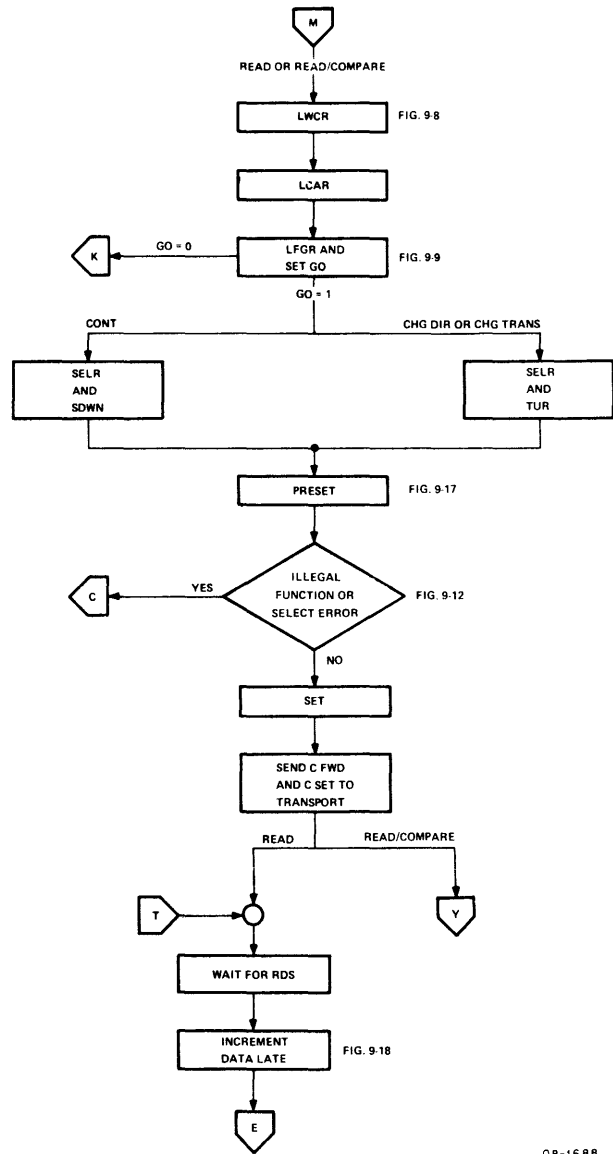 M
READ OR READ/COMPARE
LWCR
FIG. 9-8
LCAR
GO = 0
K
LFGR AND
SET GO
FIG. 9-9
GO = 1
CONT
CHG DIR OR CHG TRANS
SELR
AND
SDWN
SELR
AND
TUR
PRESET
FIG. 9-17
YES
C
ILLEGAL
FUNCTION OR
SELECT ERROR
FIG. 9-12
NO
SET
SEND C FWD
AND C SET TO
TRANSPORT
READ
READ/COMPARE
T
Y
WAIT FOR RDS
INCREMENT
DATA LATE
FIG. 9-18
E
08-1688